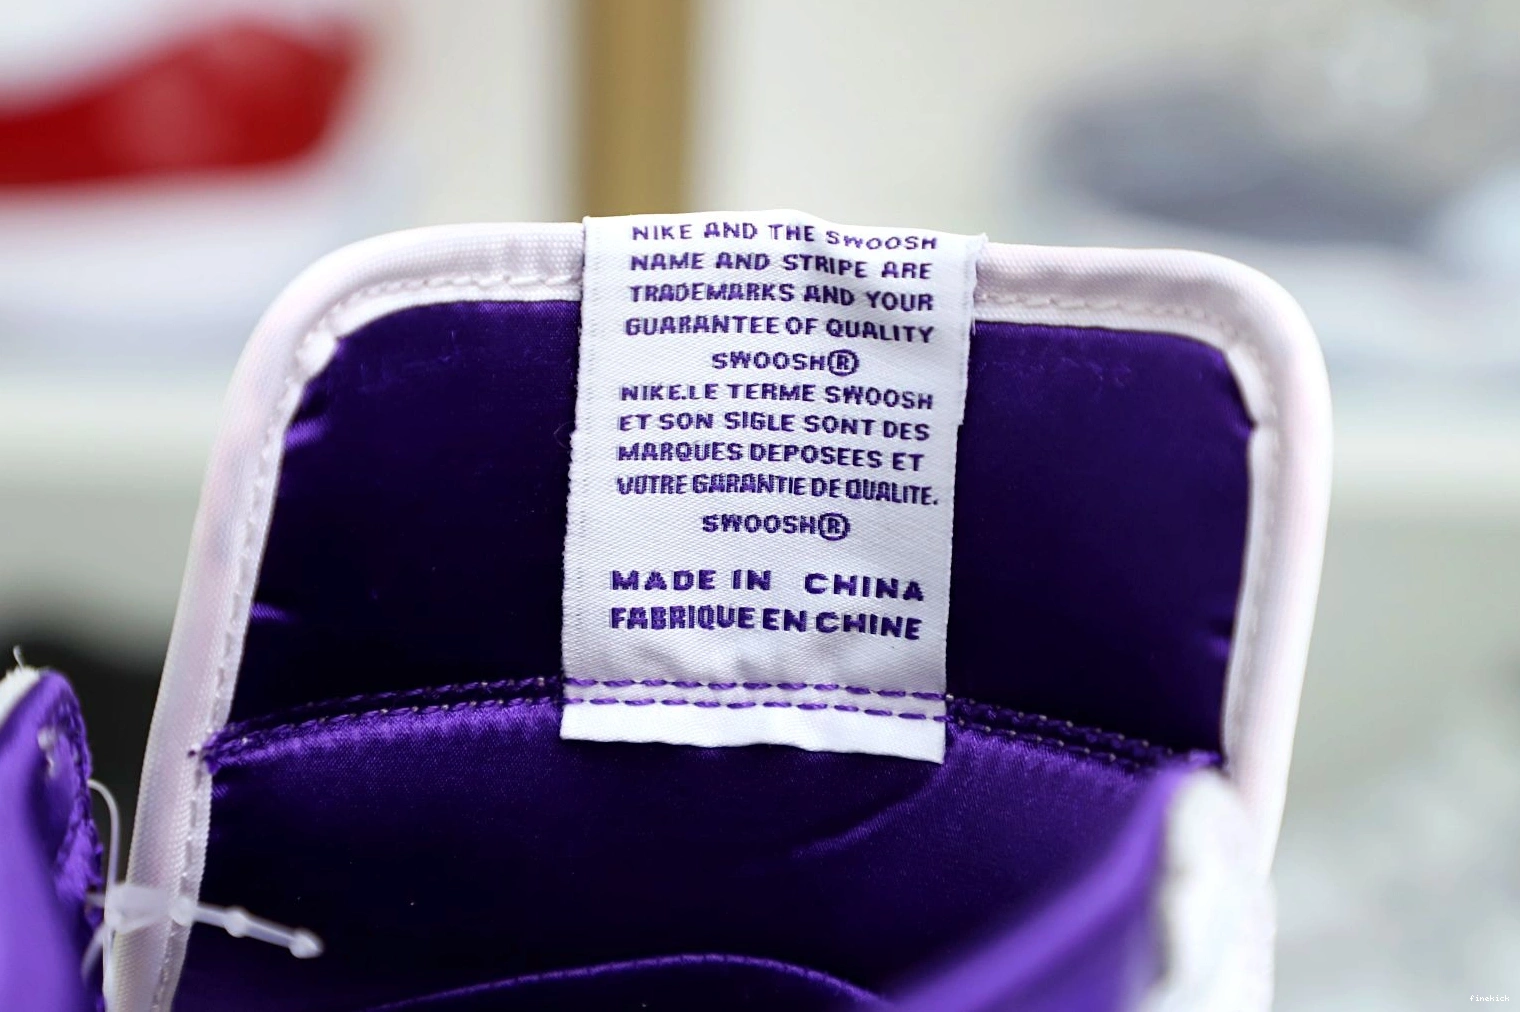 NIKE AND THE SWOOSH
NAME AND STRIPE ARE
TRADEMARKS AND YOUR
GUARANTEE OF QUALITY
SWOOSH®
NIKE.LE TERME SWOOSH
ET SON SIGLE SONT DES
MARQUES DEPOSEES ET
VOTRE GARANTIE DE QUALITE.
SWOOSH®
MADE IN CHINA
FABRIQUE EN CHINE
finekick